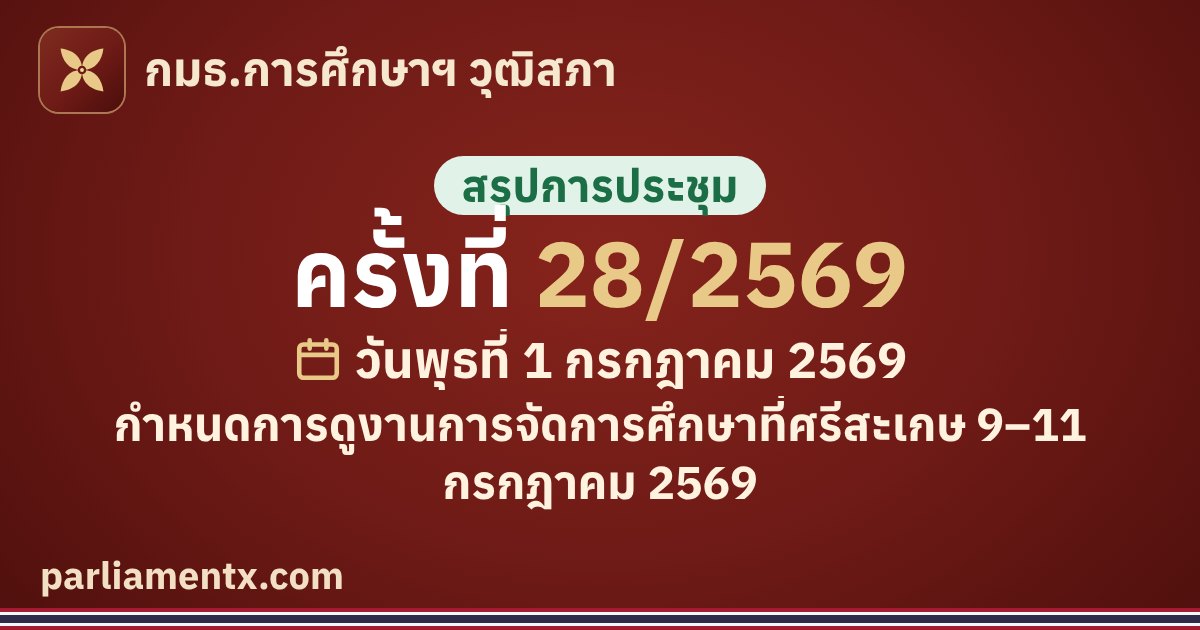 กมธ.การศึกษาฯ วุฒิสภา
สรุปการประชุม
ครั้งที่ 28/2569
วันพุธที่ 1 กรกฎาคม 2569
กำหนดการดูงานการจัดการศึกษาที่ศรีสะเกษ 9–11
กรกฎาคม 2569
parliamentx.com